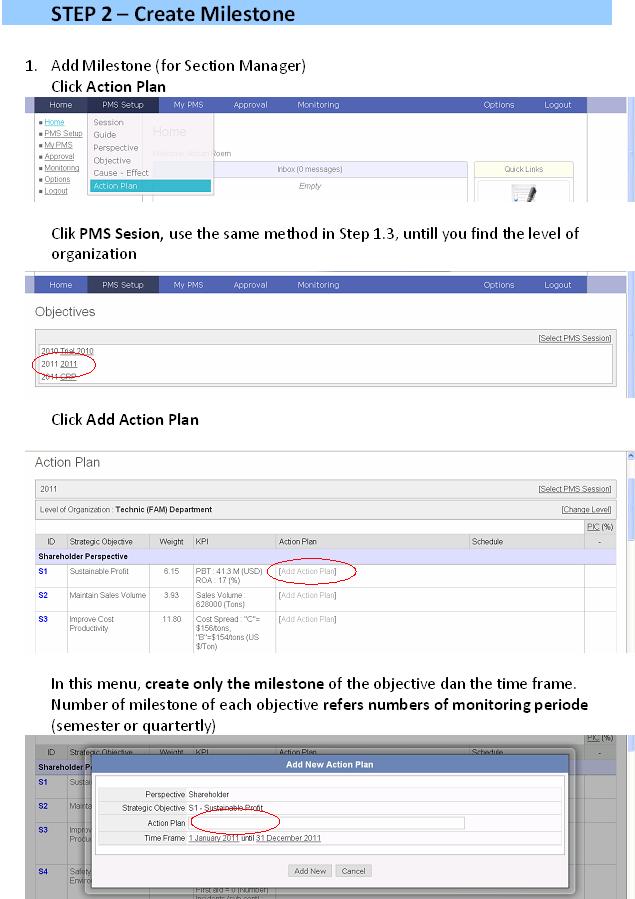 STEP 2 – Create Milestone
1. Add Milestone (for Section Manager)
Click Action Plan
Home PMS Setup My PMS Approval Monitoring Options Logout
Home
PMS Setup
My PMS
Approval
Monitoring
Options
Logout
Session
Guide
Perspective
Objective
Cause - Effect
Action Plan
Home
Inbox (0 messages)
Empty
Quick Links
Clik PMS Sesion, use the same method in Step 1.3, untill you find the level of
organization
Home PMS Setup My PMS Approval Monitoring Options Logout
Objectives
[Select PMS Session]
2010 Trial 2010
2011 2011
2011 CRP
Click Add Action Plan
Action Plan
2011 [Select PMS Session]
Level of Organization : Technic (FAM) Department [Change Level]
PIC (%)
ID Strategic Objective Weight KPI Action Plan Schedule -
Shareholder Perspective
S1 Sustainable Profit 6.15 PBT : 41.3 M (USD) [Add Action Plan]
ROA : 17 (%)
S2 Maintain Sales Volume 3.93 Sales Volume : [Add Action Plan]
628000 (Tons)
S3 Improve Cost 11.80 Cost Spread : "C"= [Add Action Plan]
Productivity $156/tons,
"B"=$154/tons (US
$/Ton)
In this menu, create only the milestone of the objective dan the time frame.
Number of milestone of each objective refers numbers of monitoring periode
(semester or quartertly)
PIC (%)
ID Strategic Objective Weight KPI Action Plan Schedule -
Shareholder P
Add New Action Plan
S1 Susta
Perspective Shareholder
Strategic Objective S1 - Sustainable Profit
S2 Mainta
Action Plan
S3 Improv
Produ
Time Frame 1 January 2011 until 31 December 2011
S4 Safety
Enviro
Add New Cancel
First aid = 0 (Number)